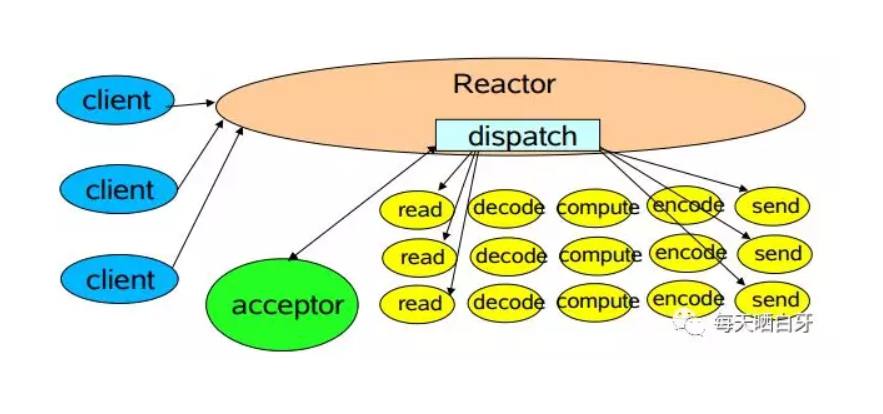 Reactor
client
dispatch
client
read decode compute encode send
client
read decode compute encode send
acceptor
read decode compute encode send
每天晒白牙